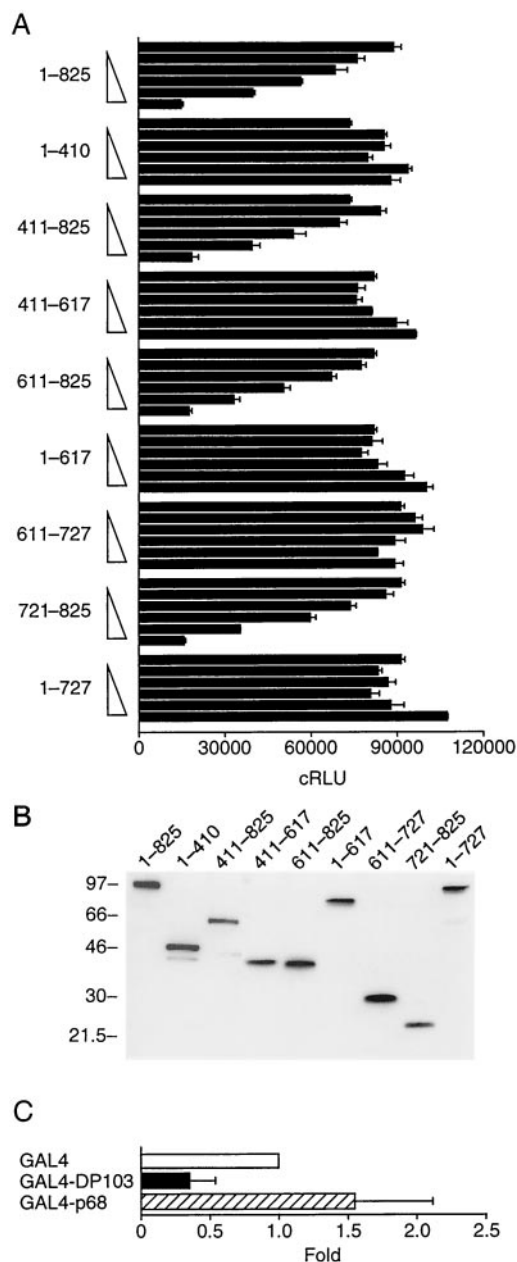 A
1–825
1–410
411–825
411–617
611–825
1–617
611–727
721–825
1–727
0 30000 60000 90000 120000
cRLU
B
1–825 1–410 411–825 411–617 611–825 1–617 611–727 721–825 1–727
97–
66–
46–
30–
21.5–
C
GAL4
GAL4-DP103
GAL4-p68
0 0.5 1.0 1.5 2.0 2.5
Fold